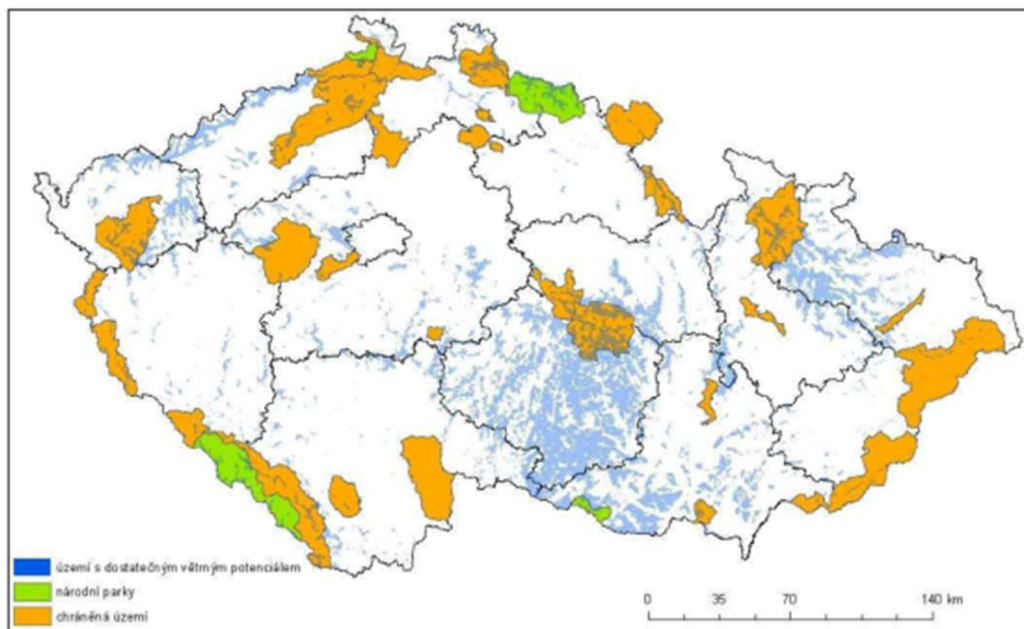 území s dostatečným větrným potenciálem
národní parky
chráněná území
0 35 70 140 km